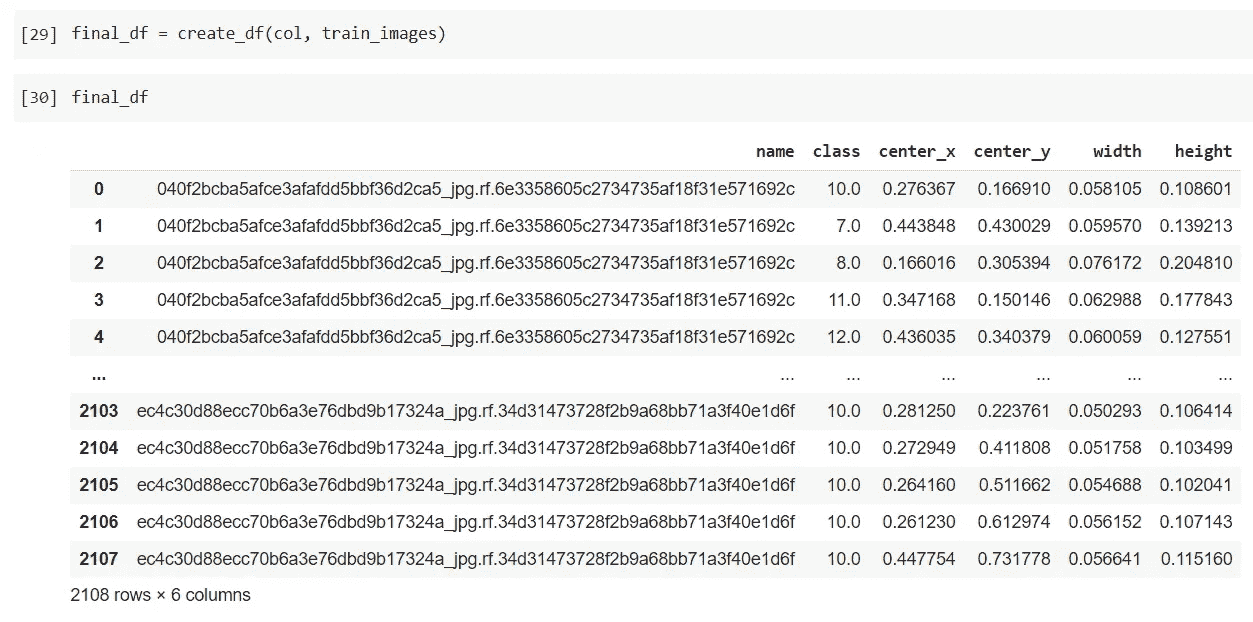 [29] final_df = create_df(col, train_images)
[30] final_df
name class center_x center_y width height
0 040f2bcba5afce3afafdd5bbf36d2ca5_jpg.rf.6e3358605c2734735af18f31e571692c 10.0 0.276367 0.166910 0.058105 0.108601
1 040f2bcba5afce3afafdd5bbf36d2ca5_jpg.rf.6e3358605c2734735af18f31e571692c 7.0 0.443848 0.430029 0.059570 0.139213
2 040f2bcba5afce3afafdd5bbf36d2ca5_jpg.rf.6e3358605c2734735af18f31e571692c 8.0 0.166016 0.305394 0.076172 0.204810
3 040f2bcba5afce3afafdd5bbf36d2ca5_jpg.rf.6e3358605c2734735af18f31e571692c 11.0 0.347168 0.150146 0.062988 0.177843
4 040f2bcba5afce3afafdd5bbf36d2ca5_jpg.rf.6e3358605c2734735af18f31e571692c 12.0 0.436035 0.340379 0.060059 0.127551
... ... ... ... ... ... ...
2103 ec4c30d88ecc70b6a3e76dbd9b17324a_jpg.rf.34d31473728f2b9a68bb71a3f40e1d6f 10.0 0.281250 0.223761 0.050293 0.106414
2104 ec4c30d88ecc70b6a3e76dbd9b17324a_jpg.rf.34d31473728f2b9a68bb71a3f40e1d6f 10.0 0.272949 0.411808 0.051758 0.103499
2105 ec4c30d88ecc70b6a3e76dbd9b17324a_jpg.rf.34d31473728f2b9a68bb71a3f40e1d6f 10.0 0.264160 0.511662 0.054688 0.102041
2106 ec4c30d88ecc70b6a3e76dbd9b17324a_jpg.rf.34d31473728f2b9a68bb71a3f40e1d6f 10.0 0.261230 0.612974 0.056152 0.107143
2107 ec4c30d88ecc70b6a3e76dbd9b17324a_jpg.rf.34d31473728f2b9a68bb71a3f40e1d6f 10.0 0.447754 0.731778 0.056641 0.115160
2108 rows × 6 columns